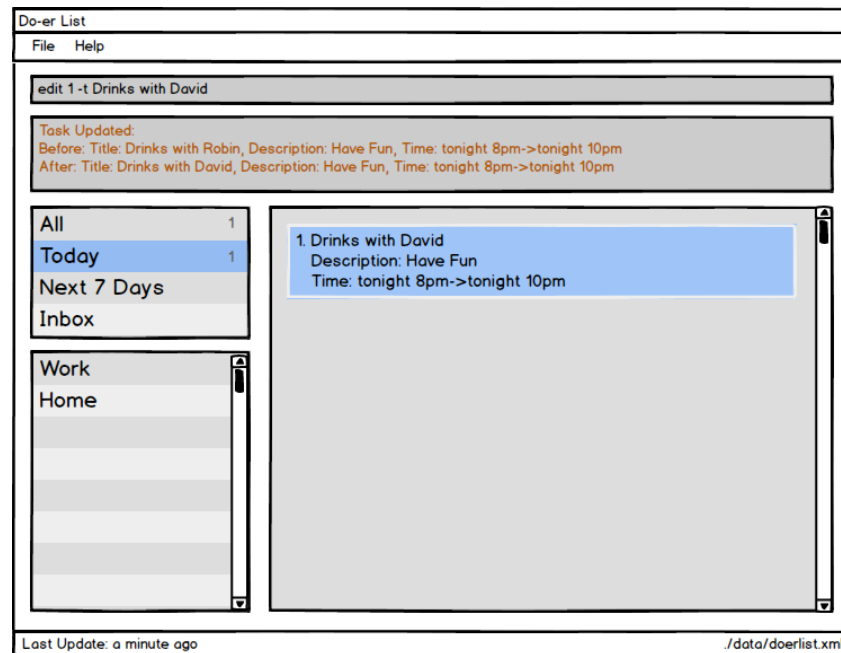 Do-er List
File Help
edit 1 -t Drinks with David
Task Updated:
Before: Title: Drinks with Robin, Description: Have Fun, Time: tonight 8pm->tonight 10pm
After: Title: Drinks with David, Description: Have Fun, Time: tonight 8pm->tonight 10pm
All 1
Today 1
Next 7 Days
Inbox
Work
Home
1. Drinks with David
Description: Have Fun
Time: tonight 8pm->tonight 10pm
Last Update: a minute ago ./data/doerlist.xml